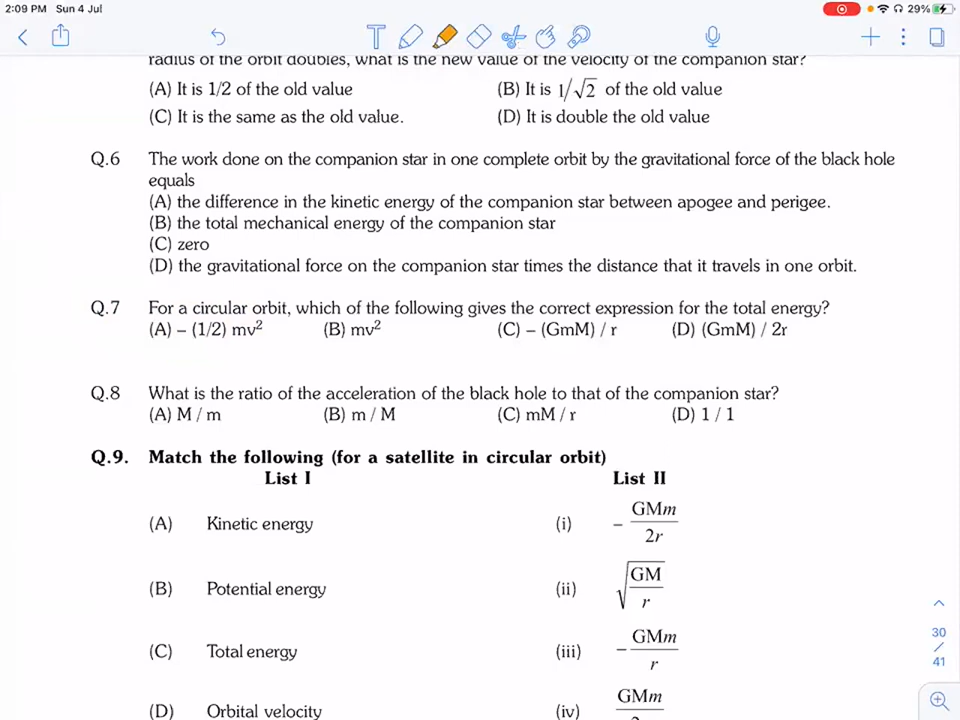 2:09 PM Sun 4 Jul 29%
radius of the orbit doubles, what is the new value of the velocity of the companion star?
(A) It is 1/2 of the old value (B) It is 1/√2 of the old value
(C) It is the same as the old value. (D) It is double the old value
Q.6 The work done on the companion star in one complete orbit by the gravitational force of the black hole
equals
(A) the difference in the kinetic energy of the companion star between apogee and perigee.
(B) the total mechanical energy of the companion star
(C) zero
(D) the gravitational force on the companion star times the distance that it travels in one orbit.
Q.7 For a circular orbit, which of the following gives the correct expression for the total energy?
(A) – (1/2) mv² (B) mv² (C) – (GmM) / r (D) (GmM) / 2r
Q.8 What is the ratio of the acceleration of the black hole to that of the companion star?
(A) M / m (B) m / M (C) mM / r (D) 1 / 1
Q.9. Match the following (for a satellite in circular orbit)
List I List II
(A) Kinetic energy (i) – GMm / 2r
(B) Potential energy (ii) √(GM / r)
(C) Total energy (iii) – GMm / r
(D) Orbital velocity (iv) GMm
30
/
41